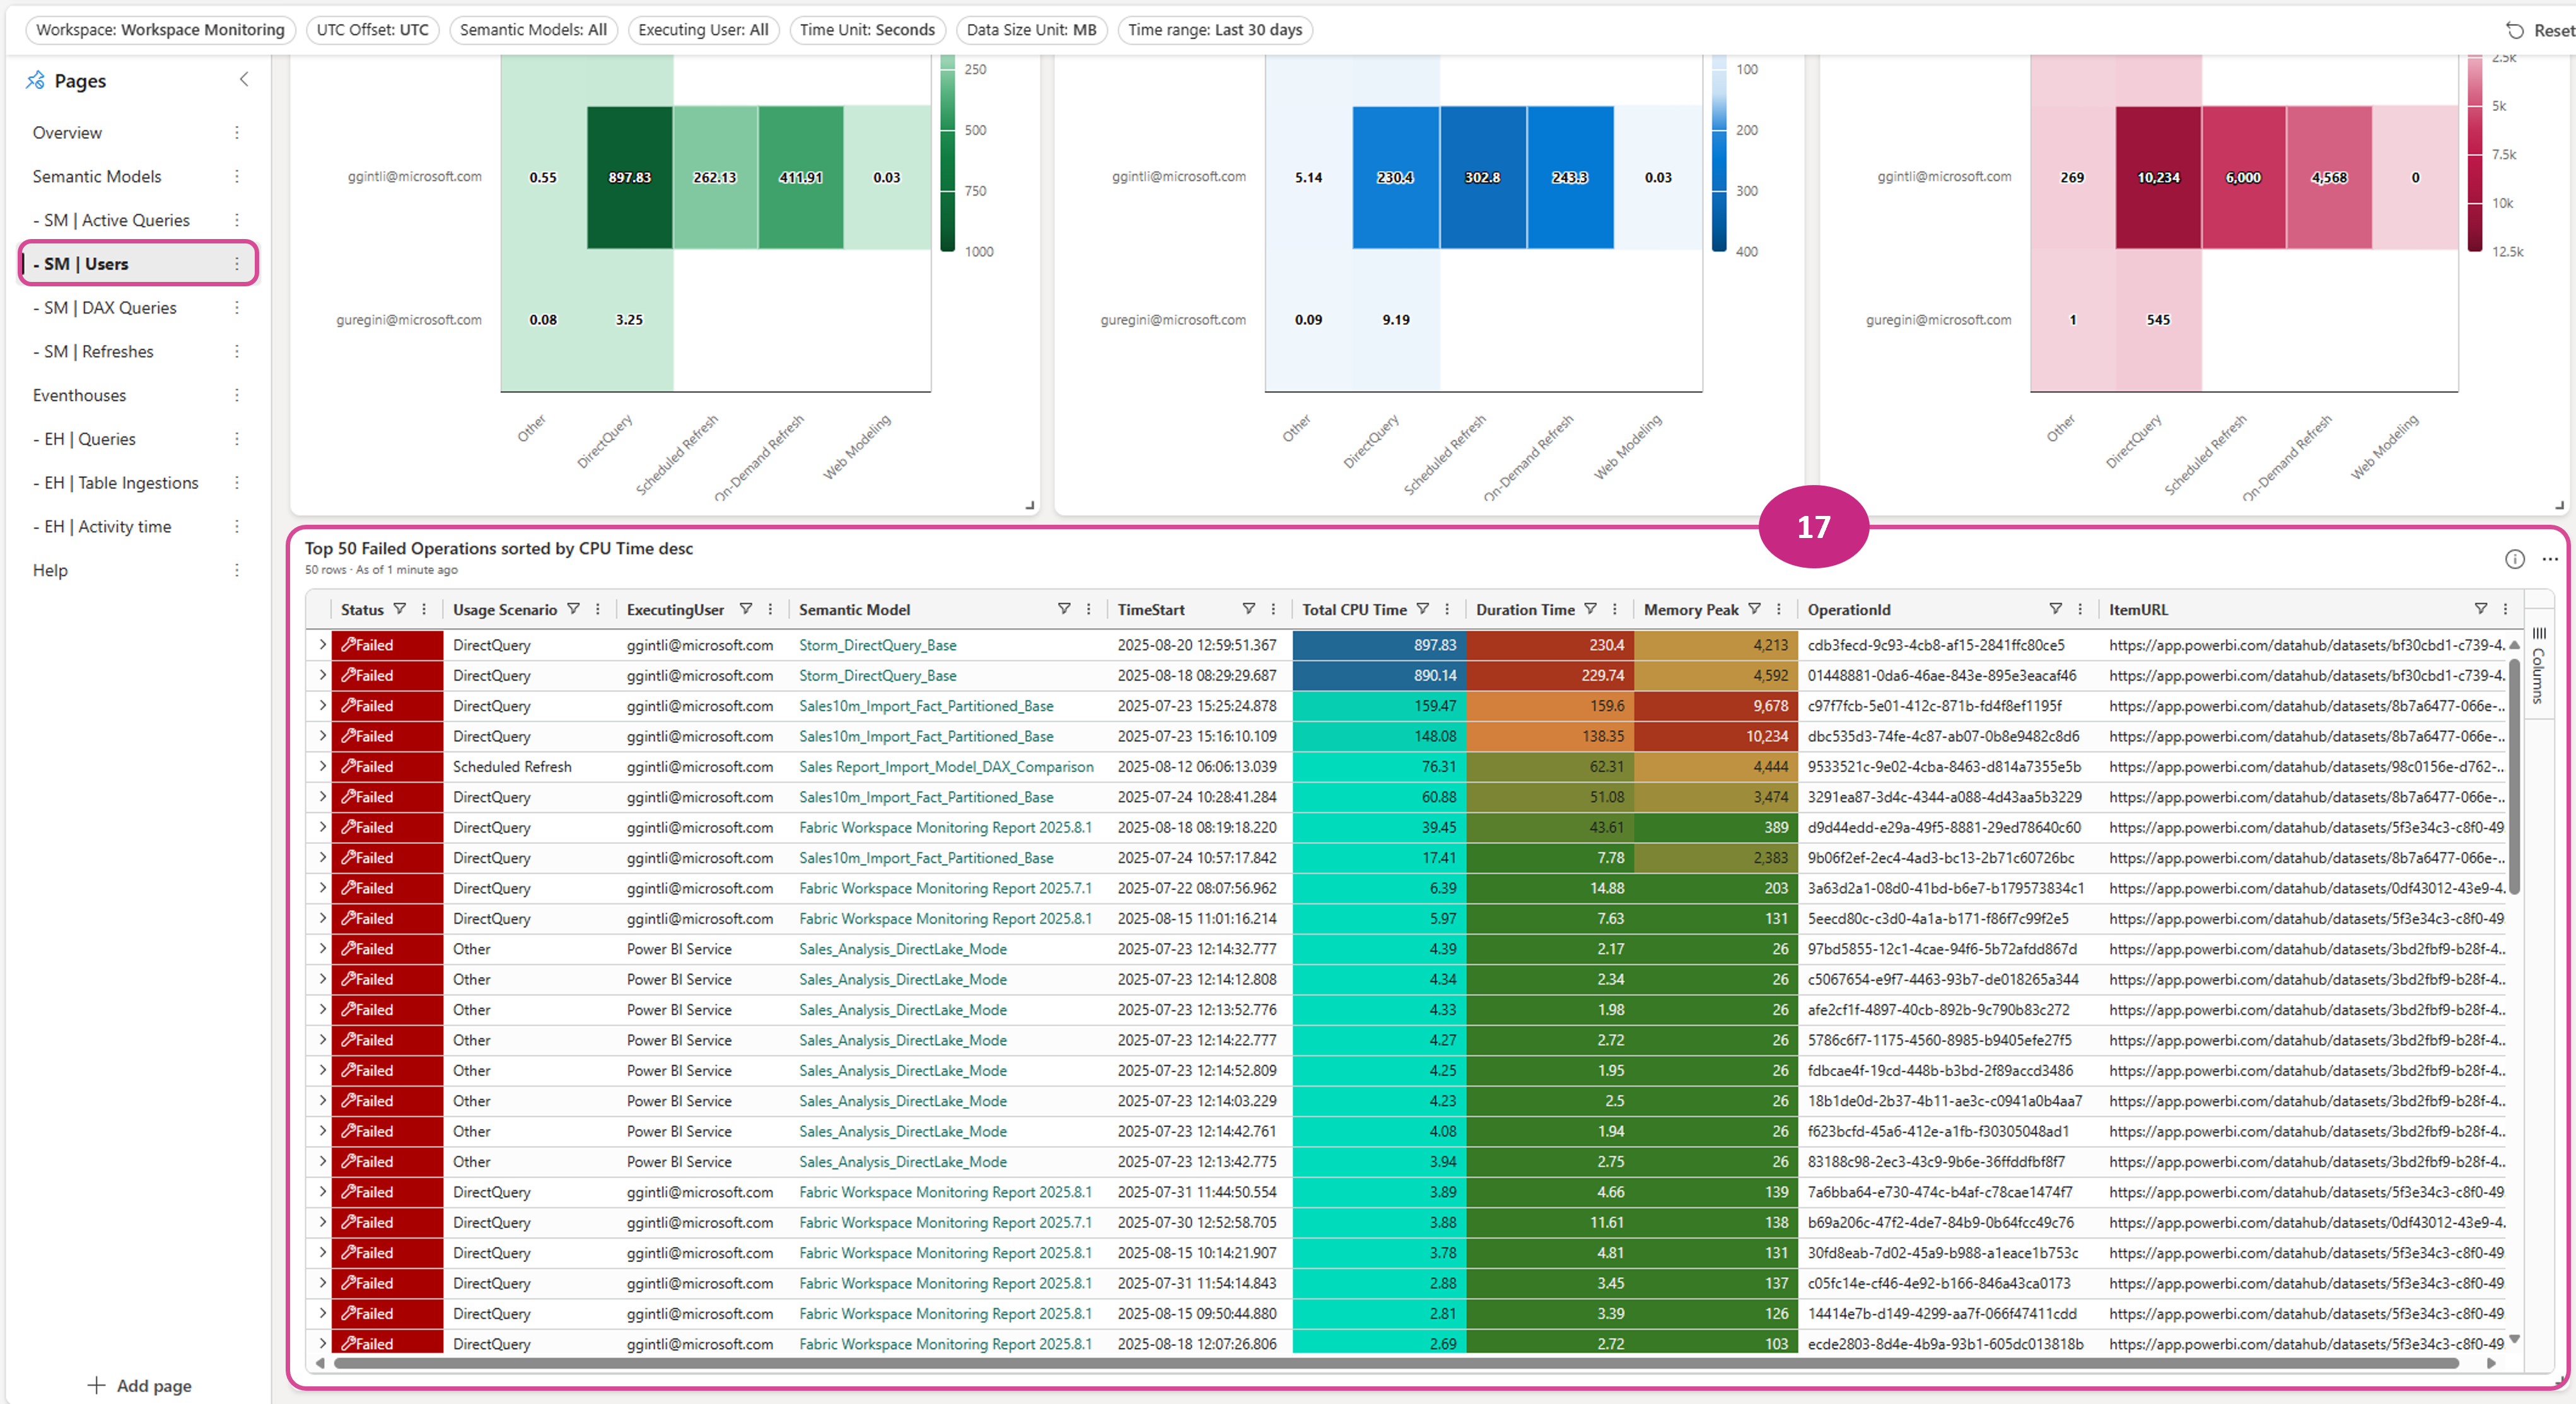 Workspace: Workspace Monitoring UTC Offset: UTC Semantic Models: All Executing User: All Time Unit: Seconds Data Size Unit: MB Time range: Last 30 days Reset
Pages
Overview
Semantic Models
- SM | Active Queries
- SM | Users
- SM | DAX Queries
- SM | Refreshes
Eventhouses
- EH | Queries
- EH | Table Ingestions
- EH | Activity time
Help
Add page
ggintli@microsoft.com 0.55 897.83 262.13 411.91 0.03
guregini@microsoft.com 0.08 3.25
Other DirectQuery Scheduled Refresh On-Demand Refresh Web Modeling
250
500
750
1000
ggintli@microsoft.com 5.14 230.4 302.8 243.3 0.03
guregini@microsoft.com 0.09 9.19
Other DirectQuery Scheduled Refresh On-Demand Refresh Web Modeling
100
200
300
400
ggintli@microsoft.com 269 10,234 6,000 4,568 0
guregini@microsoft.com 1 545
Other DirectQuery Scheduled Refresh On-Demand Refresh Web Modeling
2.5k
5k
7.5k
10k
12.5k
17
Top 50 Failed Operations sorted by CPU Time desc
50 rows · As of 1 minute ago
Status Usage Scenario ExecutingUser Semantic Model TimeStart Total CPU Time Duration Time Memory Peak OperationId ItemURL
Failed DirectQuery ggintli@microsoft.com Storm_DirectQuery_Base 2025-08-20 12:59:51.367 897.83 230.4 4,213 cdb3fecd-9c93-4cb8-af15-2841ffc80ce5 https://app.powerbi.com/datahub/datasets/bf30cbd1-c739-4.
Failed DirectQuery ggintli@microsoft.com Storm_DirectQuery_Base 2025-08-18 08:29:29.687 890.14 229.74 4,592 01448881-0da6-46ae-843e-895e3eacaf46 https://app.powerbi.com/datahub/datasets/bf30cbd1-c739-4.
Failed DirectQuery ggintli@microsoft.com Sales10m_Import_Fact_Partitioned_Base 2025-07-23 15:25:24.878 159.47 159.6 9,678 c97f7fcb-5e01-412c-871b-fd4f8ef1195f https://app.powerbi.com/datahub/datasets/8b7a6477-066e-..
Failed DirectQuery ggintli@microsoft.com Sales10m_Import_Fact_Partitioned_Base 2025-07-23 15:16:10.109 148.08 138.35 10,234 dbc535d3-74fe-4c87-ab07-0b8e9482c8d6 https://app.powerbi.com/datahub/datasets/8b7a6477-066e-..
Failed Scheduled Refresh ggintli@microsoft.com Sales Report_Import_Model_DAX_Comparison 2025-08-12 06:06:13.039 76.31 62.31 4,444 9533521c-9e02-4cba-8463-d814a7355e5b https://app.powerbi.com/datahub/datasets/98c0156e-d762-..
Failed DirectQuery ggintli@microsoft.com Sales10m_Import_Fact_Partitioned_Base 2025-07-24 10:28:41.284 60.88 51.08 3,474 3291ea87-3d4c-4344-a088-4d43aa5b3229 https://app.powerbi.com/datahub/datasets/8b7a6477-066e-..
Failed DirectQuery ggintli@microsoft.com Fabric Workspace Monitoring Report 2025.8.1 2025-08-18 08:19:18.220 39.45 43.61 389 d9d44edd-e29a-49f5-8881-29ed78640c60 https://app.powerbi.com/datahub/datasets/5f3e34c3-c8f0-49
Failed DirectQuery ggintli@microsoft.com Sales10m_Import_Fact_Partitioned_Base 2025-07-24 10:57:17.842 17.41 7.78 2,383 9b06f2ef-2ec4-4ad3-bc13-2b71c60726bc https://app.powerbi.com/datahub/datasets/8b7a6477-066e-..
Failed DirectQuery ggintli@microsoft.com Fabric Workspace Monitoring Report 2025.7.1 2025-07-22 08:07:56.962 6.39 14.88 203 3a63d2a1-08d0-41bd-b6e7-b179573834c1 https://app.powerbi.com/datahub/datasets/0df43012-43e9-4.
Failed DirectQuery ggintli@microsoft.com Fabric Workspace Monitoring Report 2025.8.1 2025-08-15 11:01:16.214 5.97 7.63 131 5eecd80c-c3d0-4a1a-b171-f86f7c99f2e5 https://app.powerbi.com/datahub/datasets/5f3e34c3-c8f0-49
Failed Other Power BI Service Sales_Analysis_DirectLake_Mode 2025-07-23 12:14:32.777 4.39 2.17 26 97bd5855-12c1-4cae-94f6-5b72afdd867d https://app.powerbi.com/datahub/datasets/3bd2fbf9-b28f-4..
Failed Other Power BI Service Sales_Analysis_DirectLake_Mode 2025-07-23 12:14:12.808 4.34 2.34 26 c5067654-e9f7-4463-93b7-de018265a344 https://app.powerbi.com/datahub/datasets/3bd2fbf9-b28f-4..
Failed Other Power BI Service Sales_Analysis_DirectLake_Mode 2025-07-23 12:13:52.776 4.33 1.98 26 afe2cf1f-4897-40cb-892b-9c790b83c272 https://app.powerbi.com/datahub/datasets/3bd2fbf9-b28f-4..
Failed Other Power BI Service Sales_Analysis_DirectLake_Mode 2025-07-23 12:14:22.777 4.27 2.72 26 5786c6f7-1175-4560-8985-b9405efe27f5 https://app.powerbi.com/datahub/datasets/3bd2fbf9-b28f-4..
Failed Other Power BI Service Sales_Analysis_DirectLake_Mode 2025-07-23 12:14:52.809 4.25 1.95 26 fdbcae4f-19cd-448b-b3bd-2f89accd3486 https://app.powerbi.com/datahub/datasets/3bd2fbf9-b28f-4..
Failed Other Power BI Service Sales_Analysis_DirectLake_Mode 2025-07-23 12:14:03.229 4.23 2.5 26 18b1de0d-2b37-4b11-ae3c-c0941a0b4aa7 https://app.powerbi.com/datahub/datasets/3bd2fbf9-b28f-4..
Failed Other Power BI Service Sales_Analysis_DirectLake_Mode 2025-07-23 12:14:42.761 4.08 1.94 26 f623bcfd-45a6-412e-a1fb-f30305048ad1 https://app.powerbi.com/datahub/datasets/3bd2fbf9-b28f-4..
Failed Other Power BI Service Sales_Analysis_DirectLake_Mode 2025-07-23 12:13:42.775 3.94 2.75 26 83188c98-2ec3-43c9-9b6e-36ffddfbf8f7 https://app.powerbi.com/datahub/datasets/3bd2fbf9-b28f-4..
Failed DirectQuery ggintli@microsoft.com Fabric Workspace Monitoring Report 2025.8.1 2025-07-31 11:44:50.554 3.89 4.66 139 7a6bba64-e730-474c-b4af-c78cae1474f7 https://app.powerbi.com/datahub/datasets/5f3e34c3-c8f0-49
Failed DirectQuery ggintli@microsoft.com Fabric Workspace Monitoring Report 2025.7.1 2025-07-30 12:52:58.705 3.88 11.61 138 b69a206c-47f2-4de7-84b9-0b64fcc49c76 https://app.powerbi.com/datahub/datasets/0df43012-43e9-4.
Failed DirectQuery ggintli@microsoft.com Fabric Workspace Monitoring Report 2025.8.1 2025-08-15 10:14:21.907 3.78 4.81 131 30fd8eab-7d02-45a9-b988-a1eace1b753c https://app.powerbi.com/datahub/datasets/5f3e34c3-c8f0-49
Failed DirectQuery ggintli@microsoft.com Fabric Workspace Monitoring Report 2025.8.1 2025-07-31 11:54:14.843 2.88 3.45 137 c05fc14e-cf46-4e92-b166-846a43ca0173 https://app.powerbi.com/datahub/datasets/5f3e34c3-c8f0-49
Failed DirectQuery ggintli@microsoft.com Fabric Workspace Monitoring Report 2025.8.1 2025-08-15 09:50:44.880 2.81 3.39 126 14414e7b-d149-4299-aa7f-066f47411cdd https://app.powerbi.com/datahub/datasets/5f3e34c3-c8f0-49
Failed DirectQuery ggintli@microsoft.com Fabric Workspace Monitoring Report 2025.8.1 2025-08-18 12:07:26.806 2.69 2.72 103 ecde2803-8d4e-4b9a-93b1-605dc013818b https://app.powerbi.com/datahub/datasets/5f3e34c3-c8f0-49
Columns